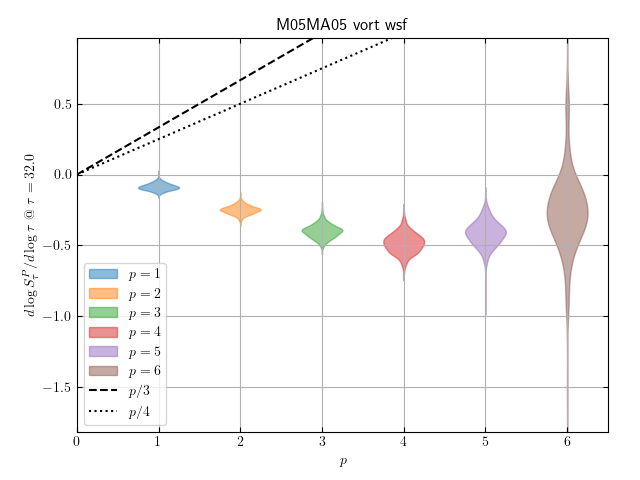 M05MA05 vort wsf
d log S_τ^P / d log τ @ τ = 32.0
0.5
0.0
−0.5
−1.0
−1.5
p = 1
p = 2
p = 3
p = 4
p = 5
p = 6
p/3
p/4
0 1 2 3 4 5 6
p